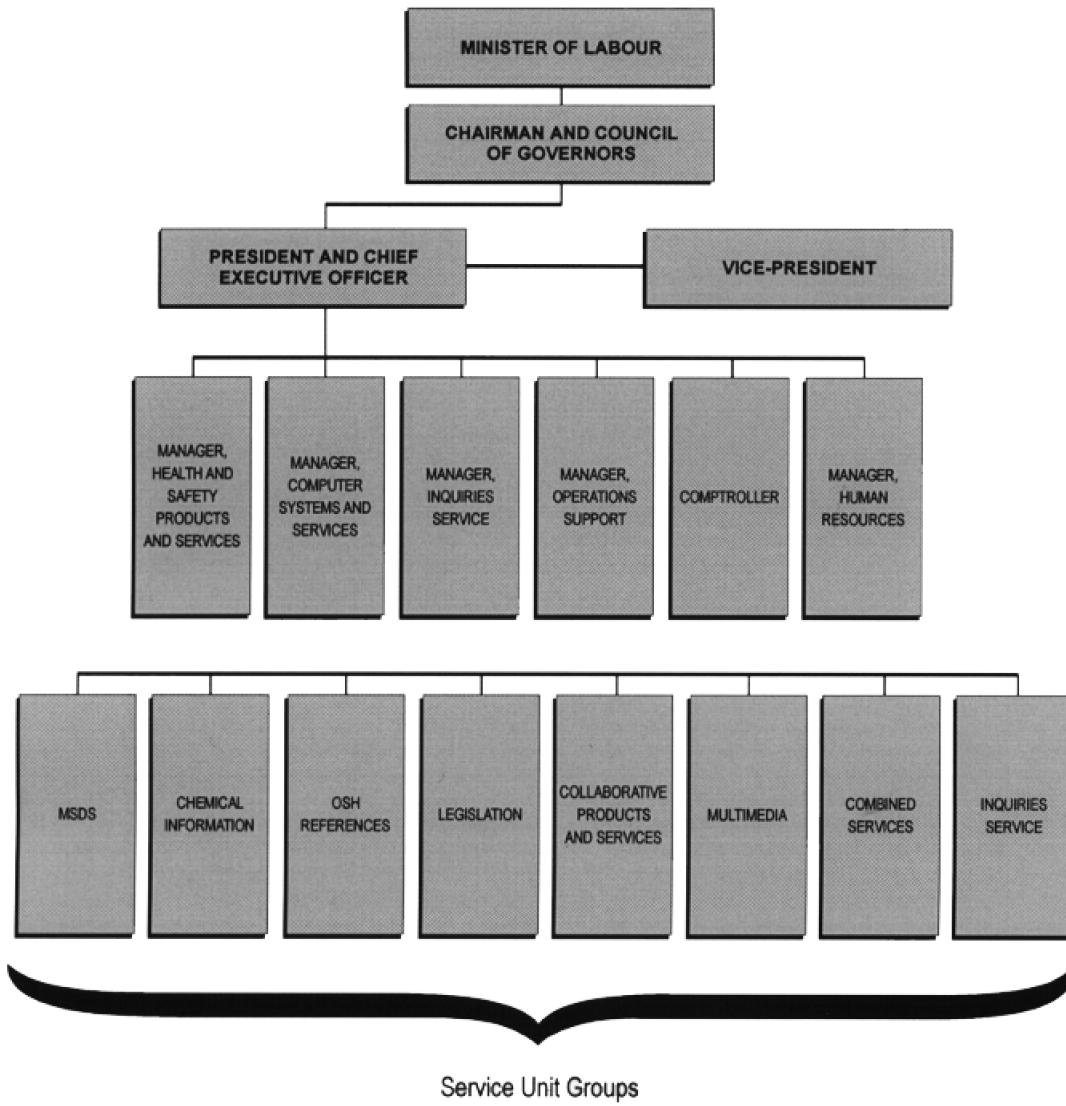 MINISTER OF LABOUR
CHAIRMAN AND COUNCIL
OF GOVERNORS
PRESIDENT AND CHIEF
EXECUTIVE OFFICER
VICE-PRESIDENT
MANAGER,
HEALTH AND
SAFETY
PRODUCTS
AND SERVICES
MANAGER,
COMPUTER
SYSTEMS AND
SERVICES
MANAGER,
INQUIRIES
SERVICE
MANAGER,
OPERATIONS
SUPPORT
COMPTROLLER
MANAGER,
HUMAN
RESOURCES
MSDS
CHEMICAL
INFORMATION
OSH
REFERENCES
LEGISLATION
COLLABORATIVE
PRODUCTS
AND SERVICES
MULTIMEDIA
COMBINED
SERVICES
INQUIRIES
SERVICE
Service Unit Groups